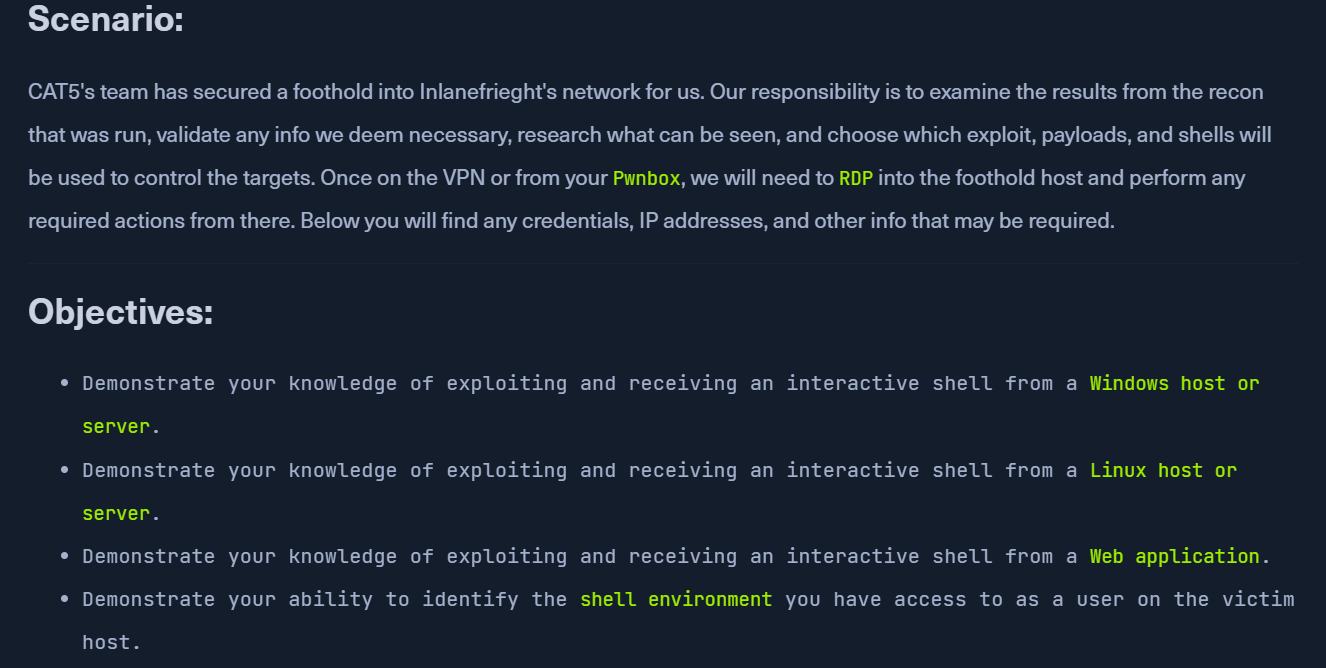 Scenario:
CAT5's team has secured a foothold into Inlanefrieght's network for us. Our responsibility is to examine the results from the recon
that was run, validate any info we deem necessary, research what can be seen, and choose which exploit, payloads, and shells will
be used to control the targets. Once on the VPN or from your Pwnbox, we will need to RDP into the foothold host and perform any
required actions from there. Below you will find any credentials, IP addresses, and other info that may be required.
Objectives:
• Demonstrate your knowledge of exploiting and receiving an interactive shell from a Windows host or
server.
• Demonstrate your knowledge of exploiting and receiving an interactive shell from a Linux host or
server.
• Demonstrate your knowledge of exploiting and receiving an interactive shell from a Web application.
• Demonstrate your ability to identify the shell environment you have access to as a user on the victim
host.